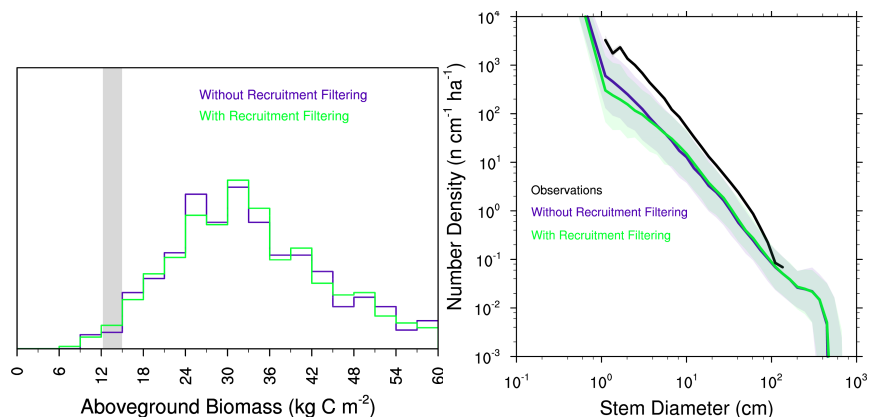 Without Recruitment Filtering
With Recruitment Filtering
0 6 12 18 24 30 36 42 48 54 60
Aboveground Biomass (kg C m⁻²)
Number Density (n cm⁻¹ ha⁻¹)
10⁴
10³
10²
10¹
10⁰
10⁻¹
10⁻²
10⁻³
Observations
Without Recruitment Filtering
With Recruitment Filtering
10⁻¹ 10⁰ 10¹ 10² 10³
Stem Diameter (cm)